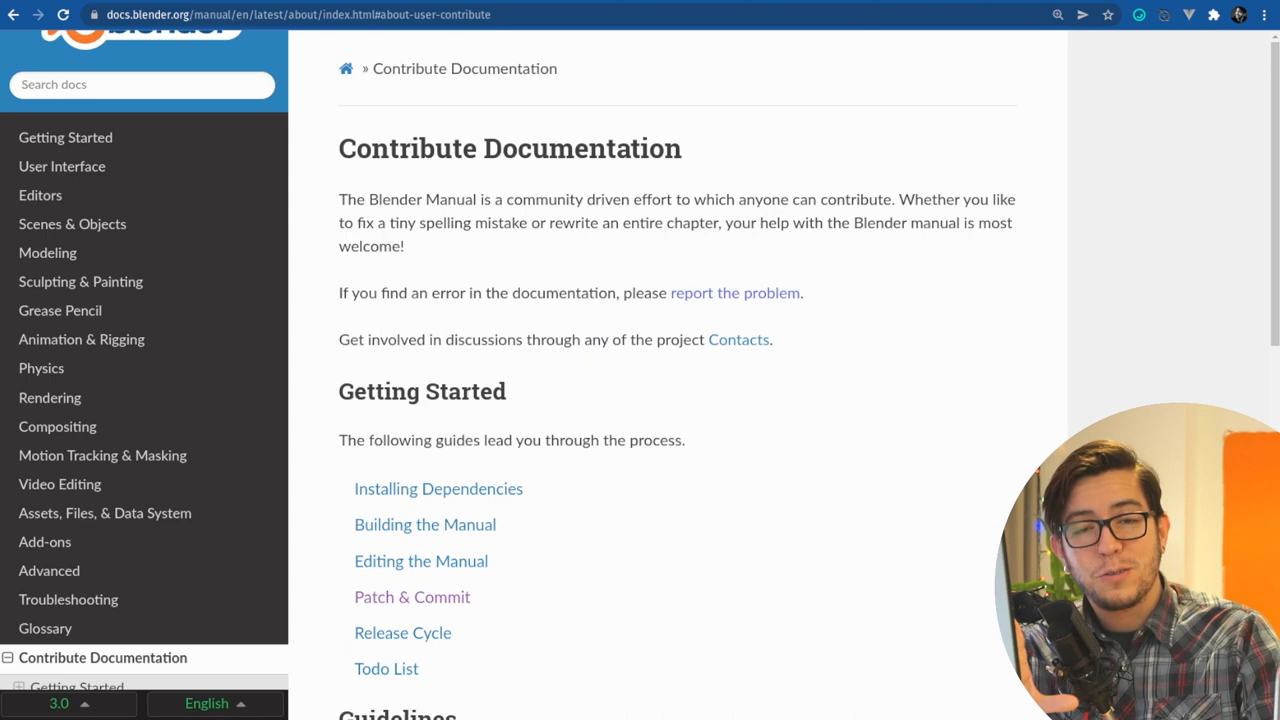 docs.blender.org/manual/en/latest/about/index.html#about-user-contribute
blender
Search docs
Getting Started
User Interface
Editors
Scenes & Objects
Modeling
Sculpting & Painting
Grease Pencil
Animation & Rigging
Physics
Rendering
Compositing
Motion Tracking & Masking
Video Editing
Assets, Files, & Data System
Add-ons
Advanced
Troubleshooting
Glossary
Contribute Documentation
Getting Started
3.0
English
» Contribute Documentation
Contribute Documentation
The Blender Manual is a community driven effort to which anyone can contribute. Whether you like
to fix a tiny spelling mistake or rewrite an entire chapter, your help with the Blender manual is most
welcome!
If you find an error in the documentation, please report the problem.
Get involved in discussions through any of the project Contacts.
Getting Started
The following guides lead you through the process.
Installing Dependencies
Building the Manual
Editing the Manual
Patch & Commit
Release Cycle
Todo List
Guidelines